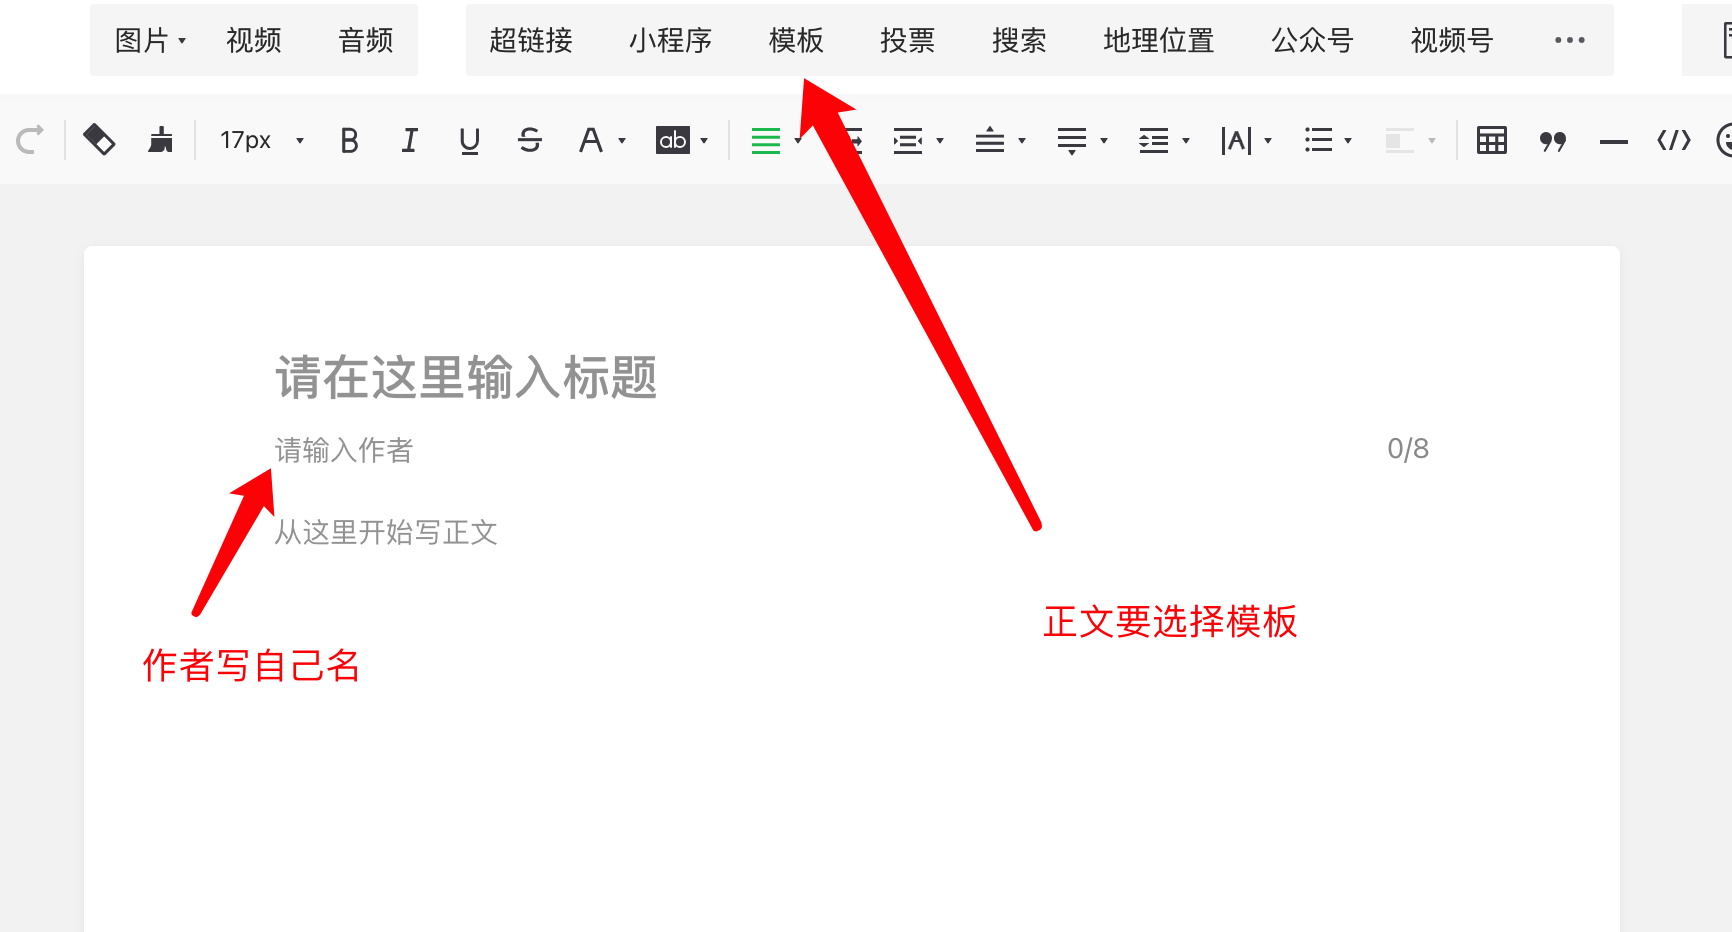 图片 视频 音频 超链接 小程序 模板 投票 搜索 地理位置 公众号 视频号 ···
17px B I U S A ab |A| </>
请在这里输入标题
请输入作者 0/8
从这里开始写正文
正文要选择模板
作者写自己名